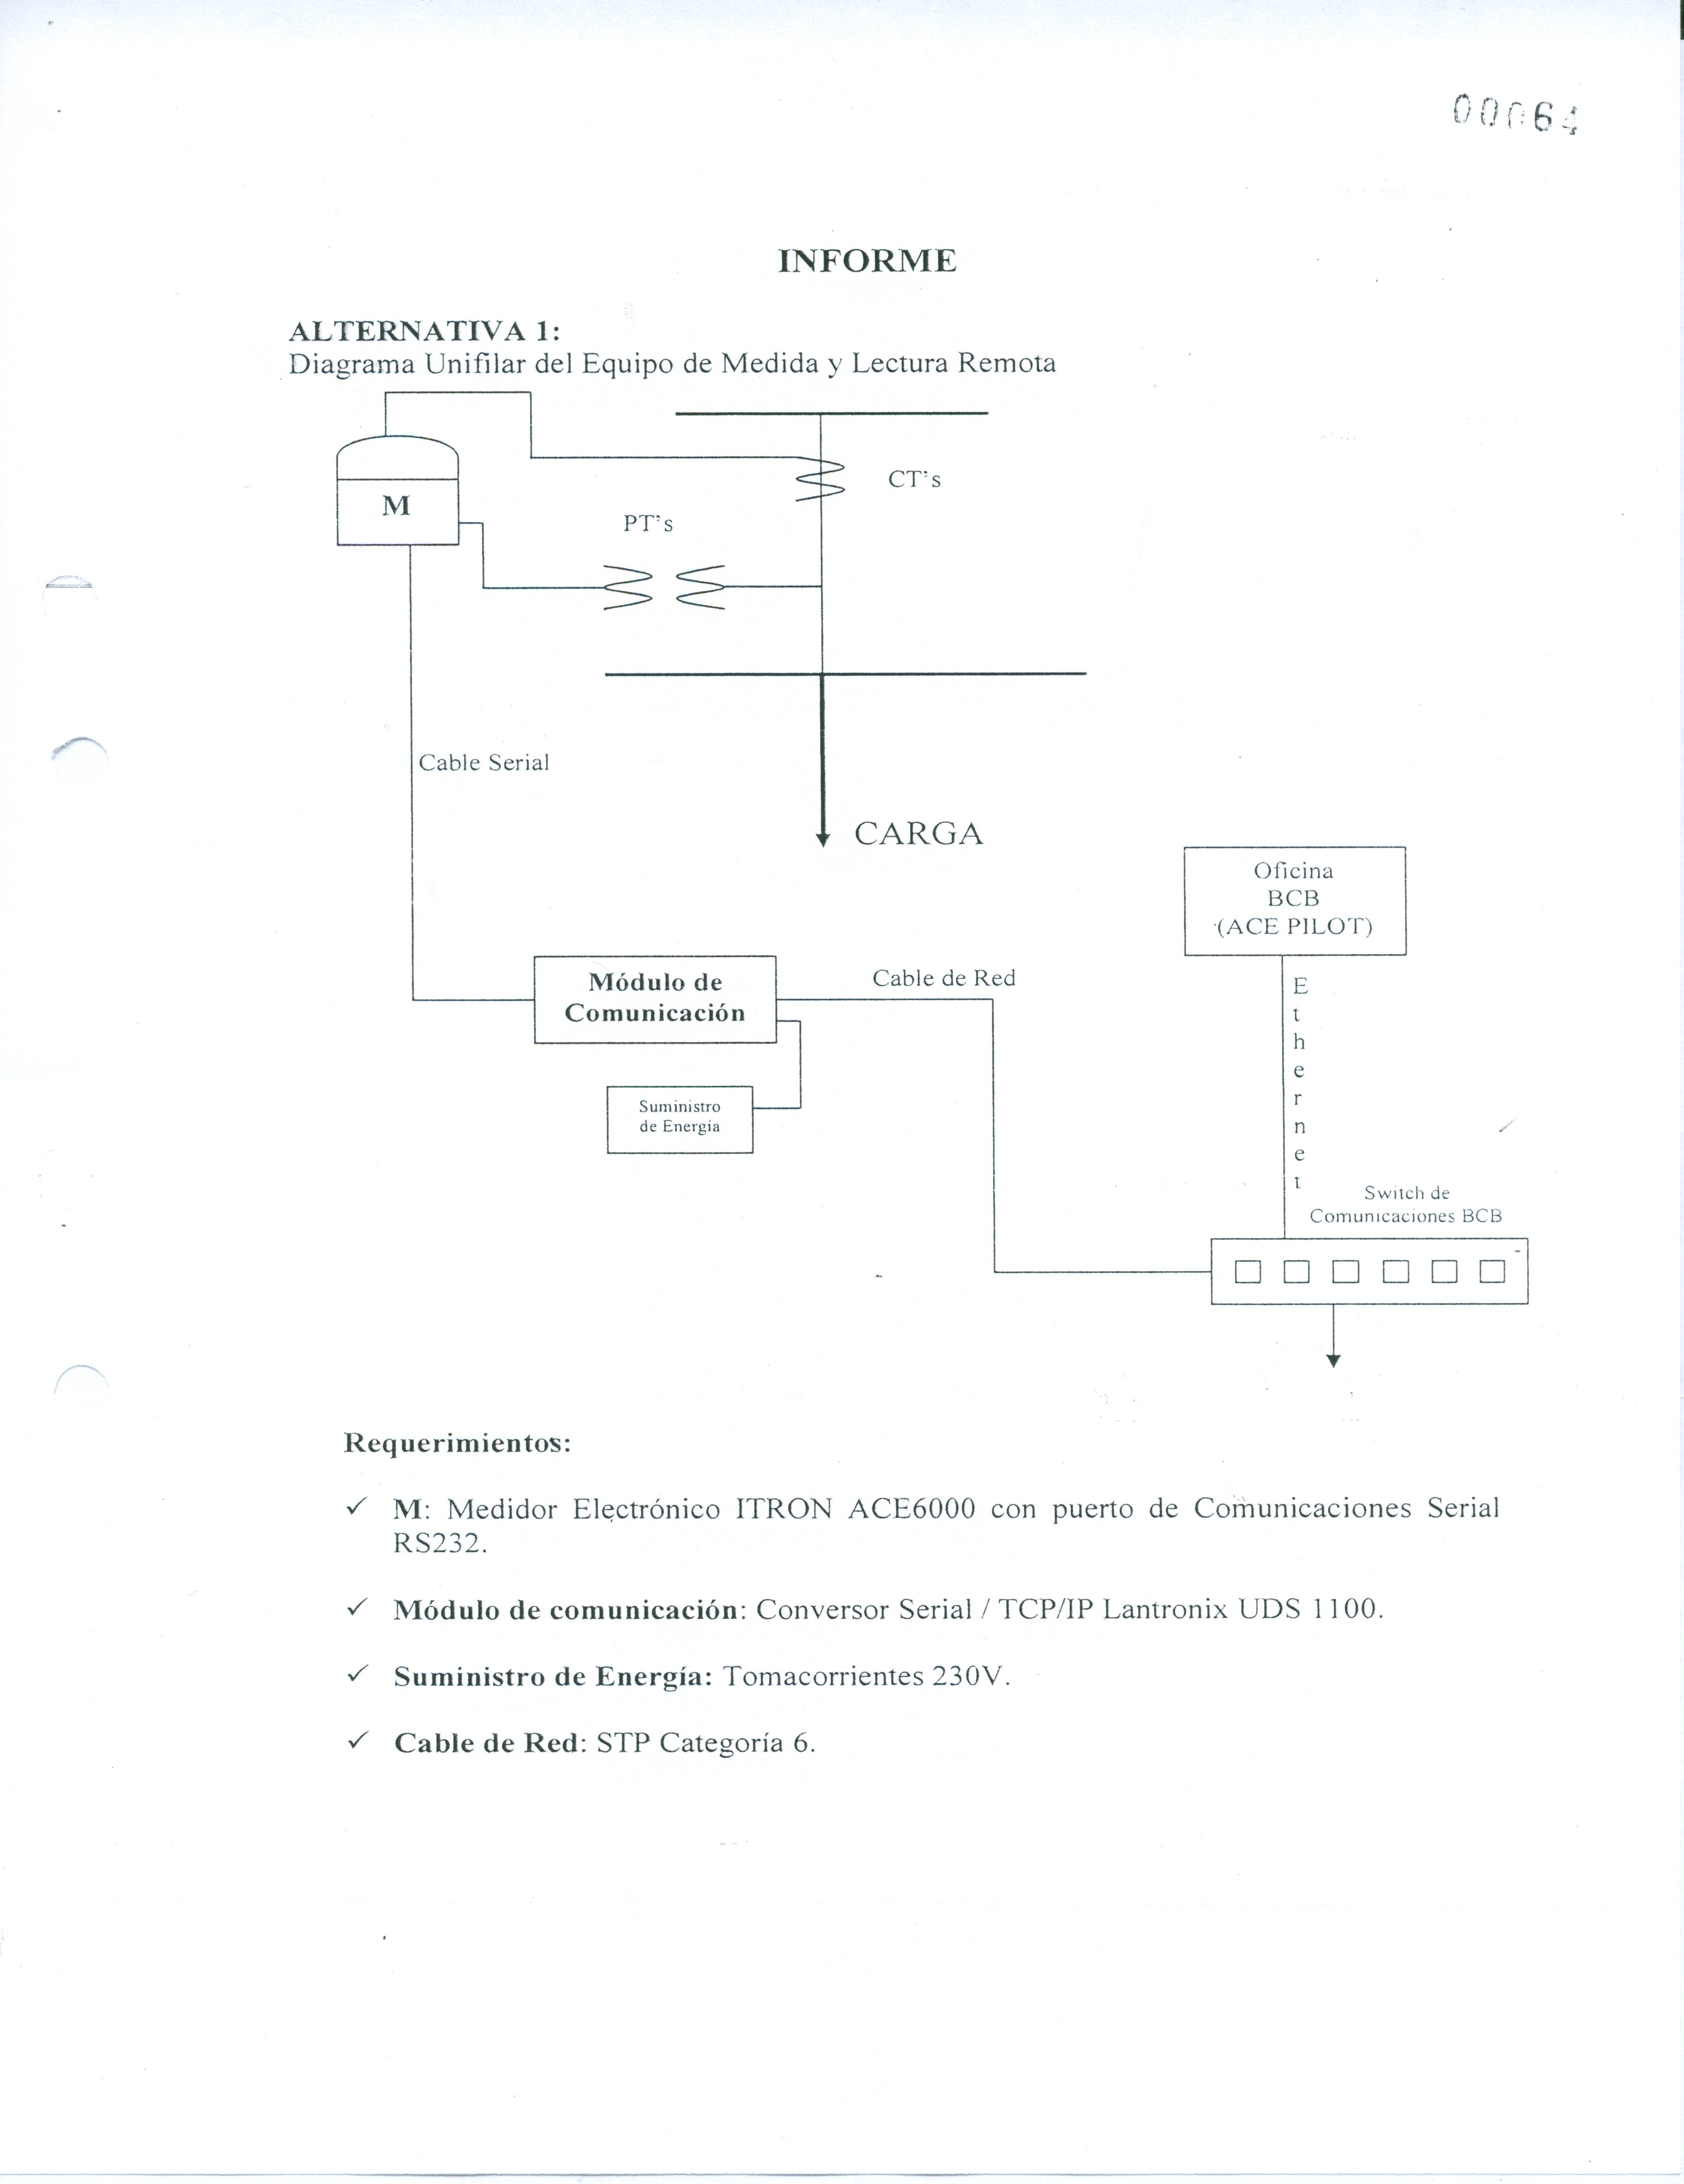 00064
INFORME
ALTERNATIVA 1:
Diagrama Unifilar del Equipo de Medida y Lectura Remota
CT's
M
PT's
Cable Serial
CARGA
Oficina
BCB
(ACE PILOT)
Módulo de
Comunicación
Cable de Red
Ethernet
Suministro
de Energía
Switch de
Comunicaciones BCB
Requerimientos:
✓ M: Medidor Electrónico ITRON ACE6000 con puerto de Comunicaciones Serial
RS232.
✓ Módulo de comunicación: Conversor Serial / TCP/IP Lantronix UDS 1100.
✓ Suministro de Energía: Tomacorrientes 230V.
✓ Cable de Red: STP Categoría 6.